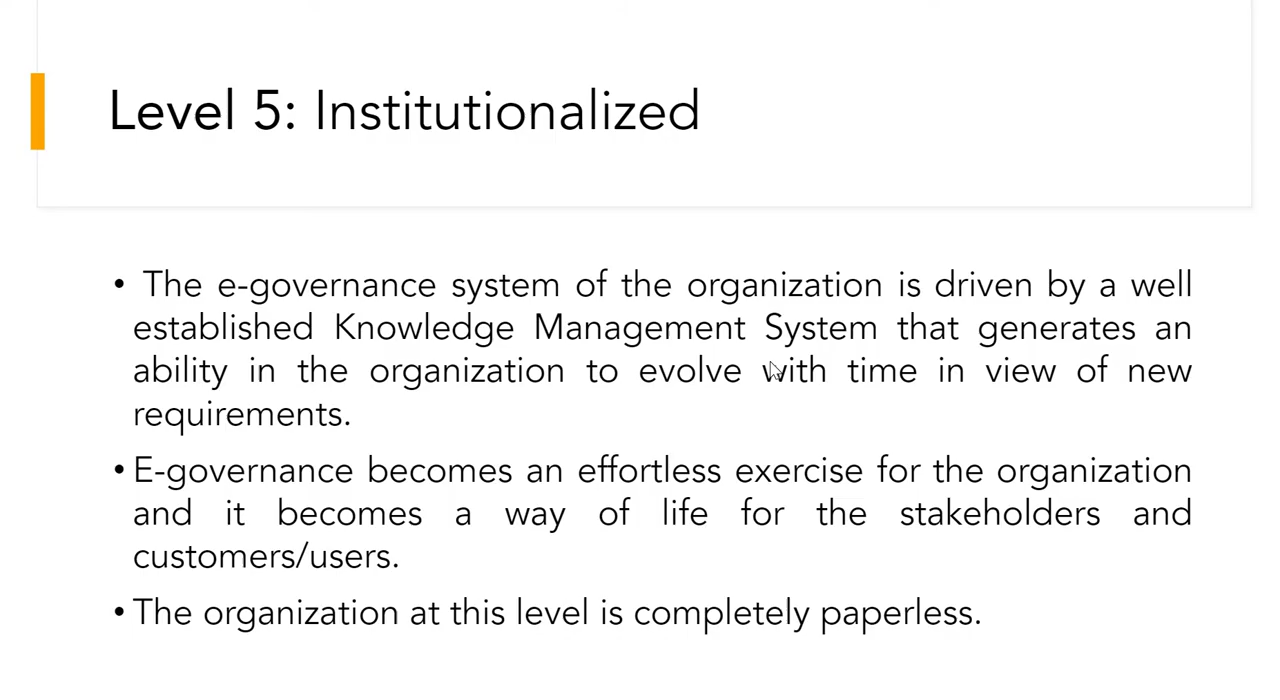 Level 5: Institutionalized
• The e-governance system of the organization is driven by a well
established Knowledge Management System that generates an
ability in the organization to evolve with time in view of new
requirements.
• E-governance becomes an effortless exercise for the organization
and it becomes a way of life for the stakeholders and
customers/users.
• The organization at this level is completely paperless.